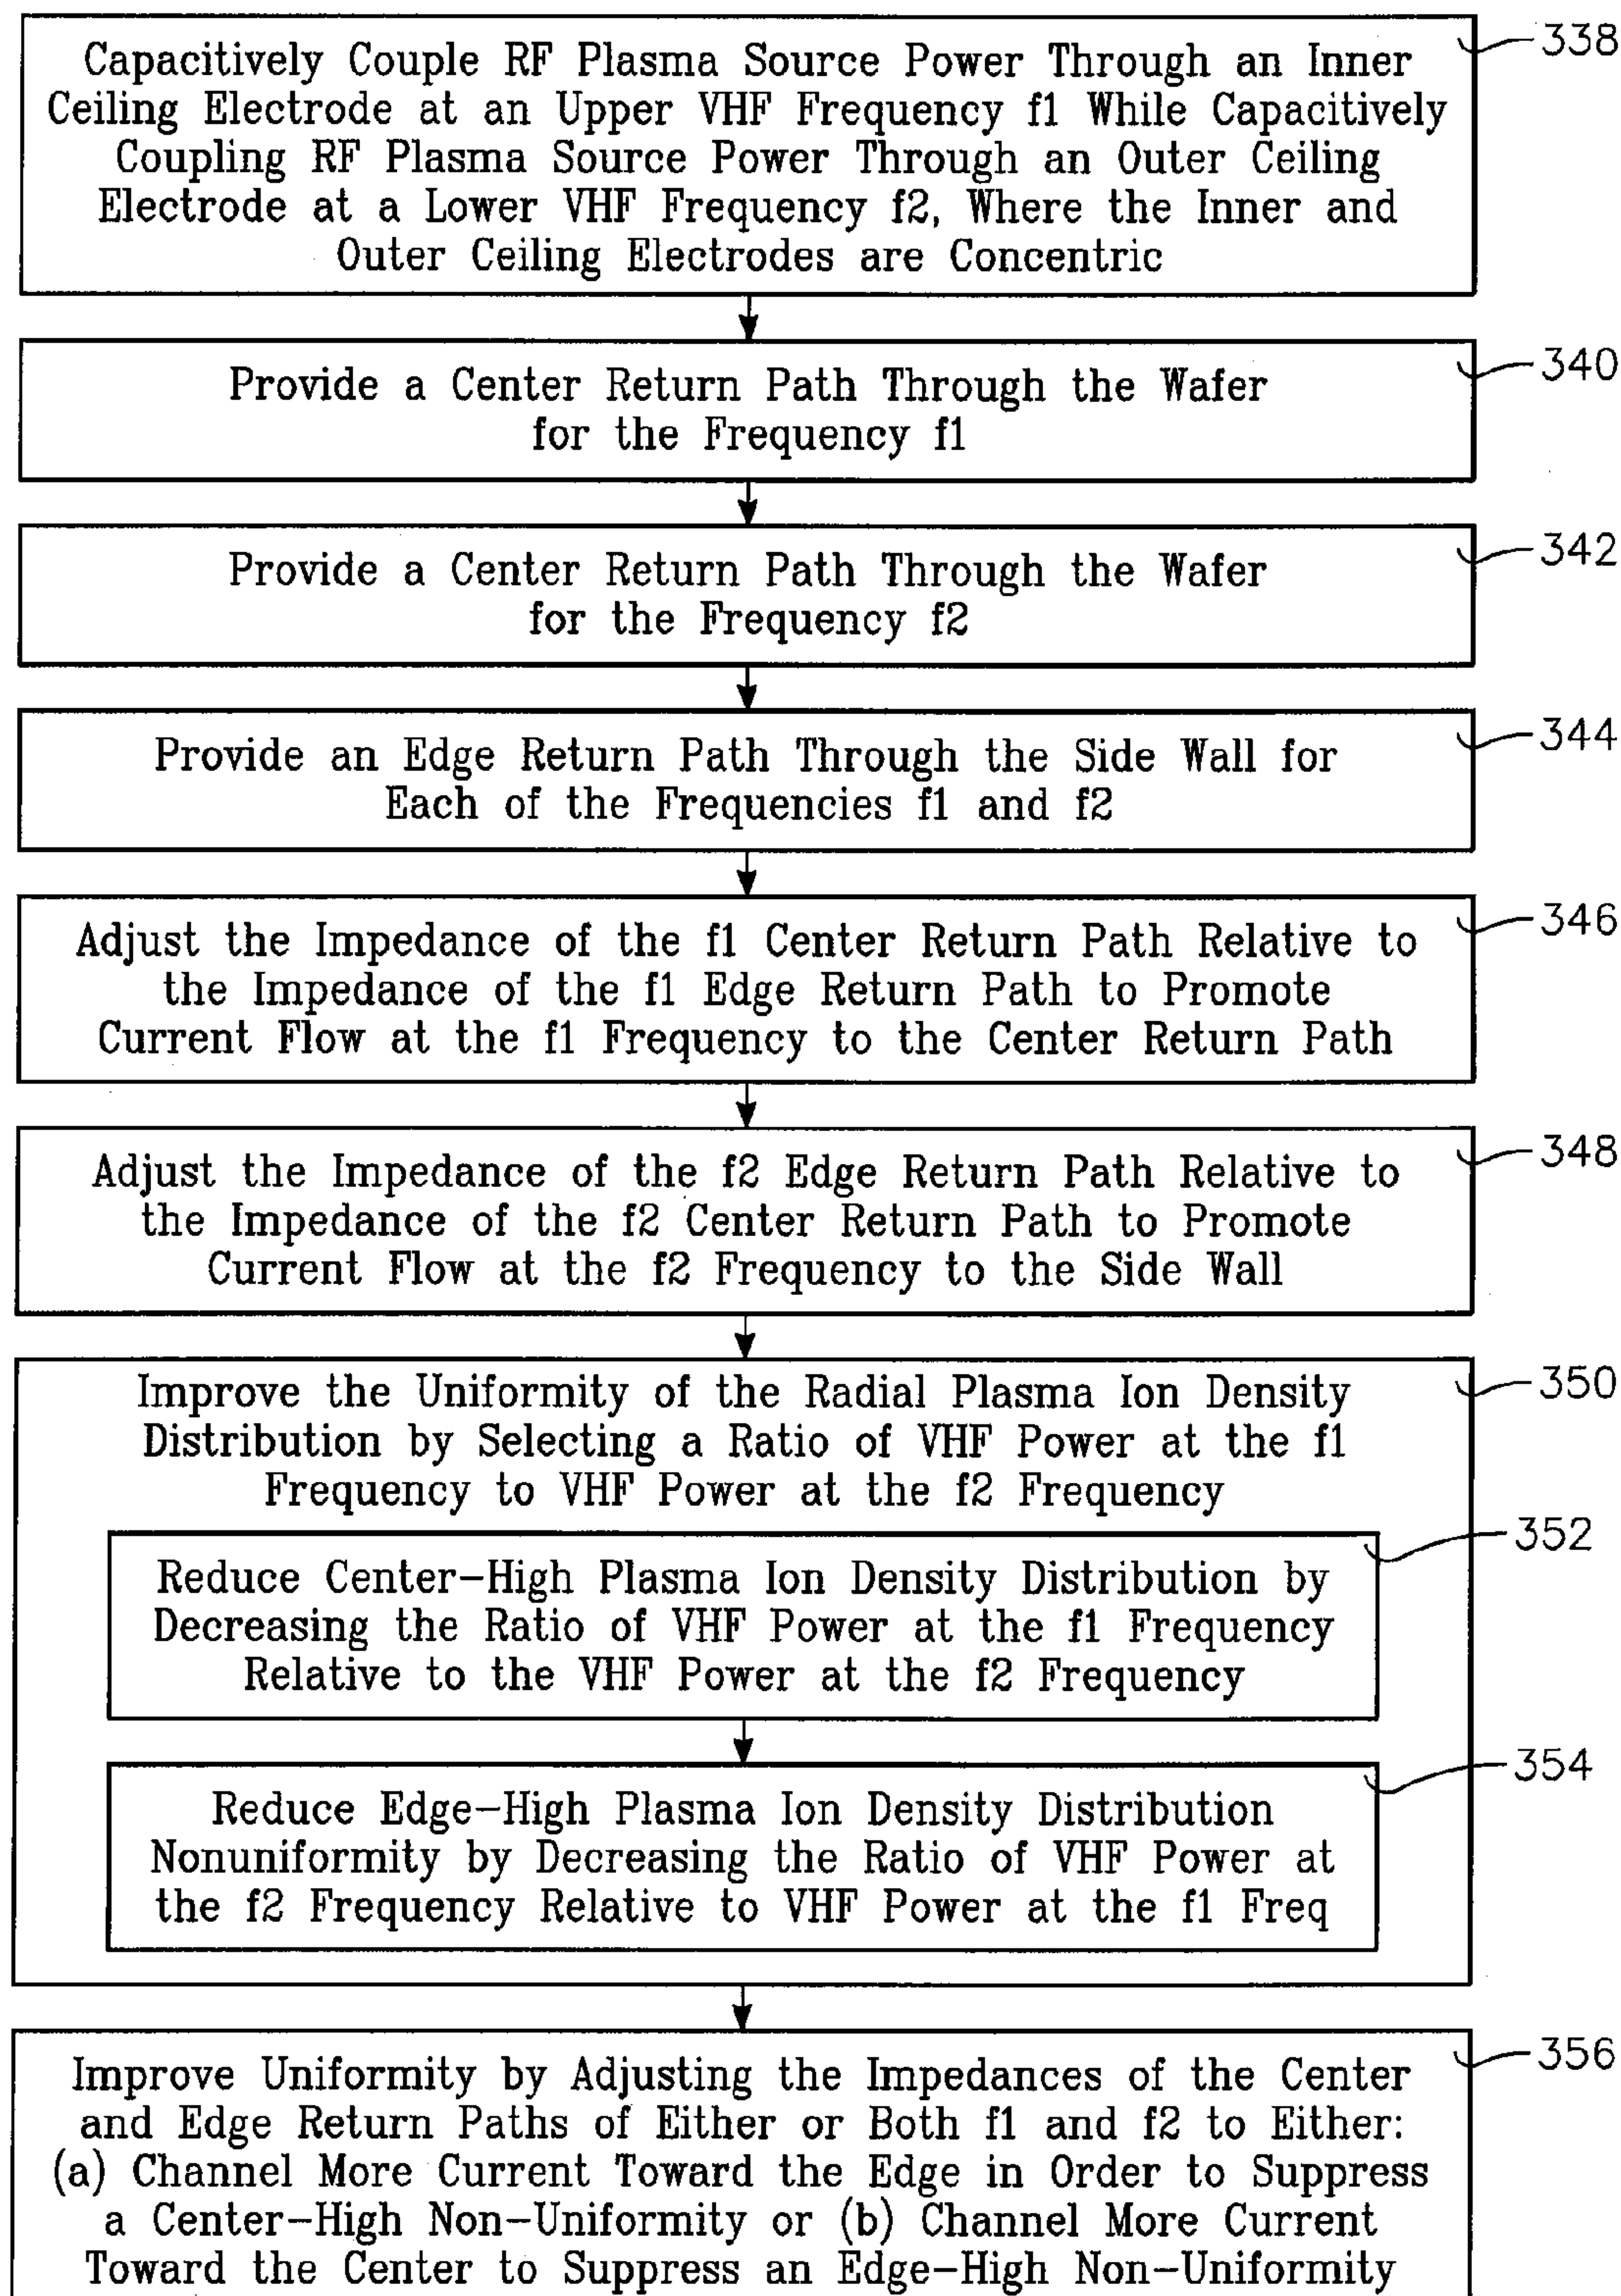 Capacitively Couple RF Plasma Source Power Through an Inner
Ceiling Electrode at an Upper VHF Frequency f1 While Capacitively
Coupling RF Plasma Source Power Through an Outer Ceiling
Electrode at a Lower VHF Frequency f2, Where the Inner and
Outer Ceiling Electrodes are Concentric
338
Provide a Center Return Path Through the Wafer
for the Frequency f1
340
Provide a Center Return Path Through the Wafer
for the Frequency f2
342
Provide an Edge Return Path Through the Side Wall for
Each of the Frequencies f1 and f2
344
Adjust the Impedance of the f1 Center Return Path Relative to
the Impedance of the f1 Edge Return Path to Promote
Current Flow at the f1 Frequency to the Center Return Path
346
Adjust the Impedance of the f2 Edge Return Path Relative to
the Impedance of the f2 Center Return Path to Promote
Current Flow at the f2 Frequency to the Side Wall
348
Improve the Uniformity of the Radial Plasma Ion Density
Distribution by Selecting a Ratio of VHF Power at the f1
Frequency to VHF Power at the f2 Frequency
350
Reduce Center-High Plasma Ion Density Distribution by
Decreasing the Ratio of VHF Power at the f1 Frequency
Relative to the VHF Power at the f2 Frequency
352
Reduce Edge-High Plasma Ion Density Distribution
Nonuniformity by Decreasing the Ratio of VHF Power at
the f2 Frequency Relative to VHF Power at the f1 Freq
354
Improve Uniformity by Adjusting the Impedances of the Center
and Edge Return Paths of Either or Both f1 and f2 to Either:
(a) Channel More Current Toward the Edge in Order to Suppress
a Center-High Non-Uniformity or (b) Channel More Current
Toward the Center to Suppress an Edge-High Non-Uniformity
356